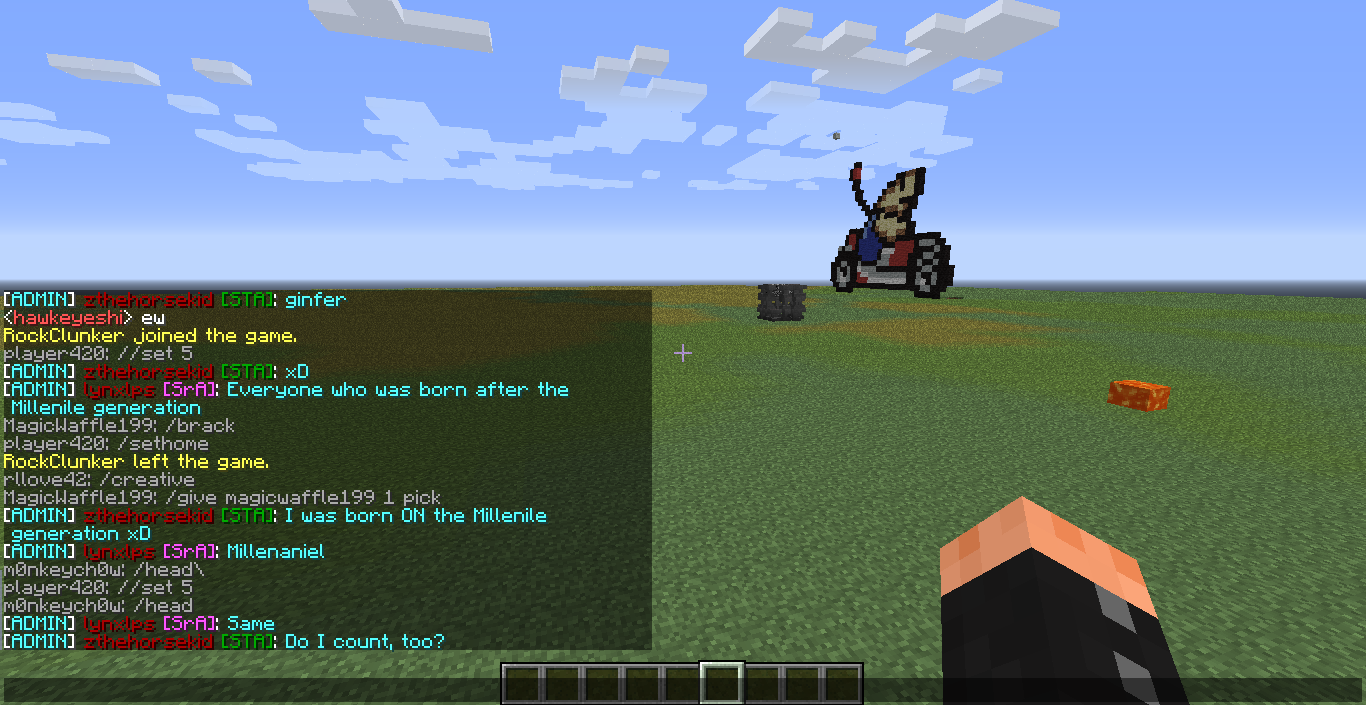 [ADMIN] zthehorsekid [STA]: ginfer
<hawkeyeshi> ew
RockClunker joined the game.
player420: //set 5
[ADMIN] zthehorsekid [STA]: xD
[ADMIN] lynxlps [SrA]: Everyone who was born after the
Millenile generation
MagicWaffle199: /brack
player420: /sethome
RockClunker left the game.
rllove42: /creative
MagicWaffle199: /give magicwaffle199 1 pick
[ADMIN] zthehorsekid [STA]: I was born ON the Millenile
generation xD
[ADMIN] lynxlps [SrA]: Millenaniel
m0nkeych0w: /head\
player420: //set 5
m0nkeych0w: /head
[ADMIN] lynxlps [SrA]: Same
[ADMIN] zthehorsekid [STA]: Do I count, too?